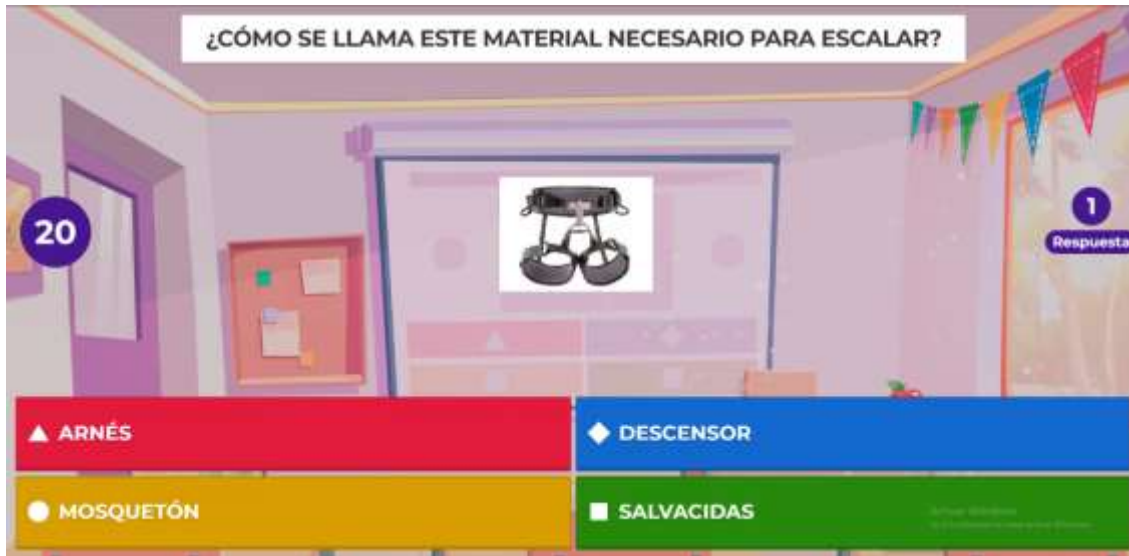 ¿CÓMO SE LLAMA ESTE MATERIAL NECESARIO PARA ESCALAR?
20
1
Respuesta
ARNÉS
DESCENSOR
MOSQUETÓN
SALVACIDAS